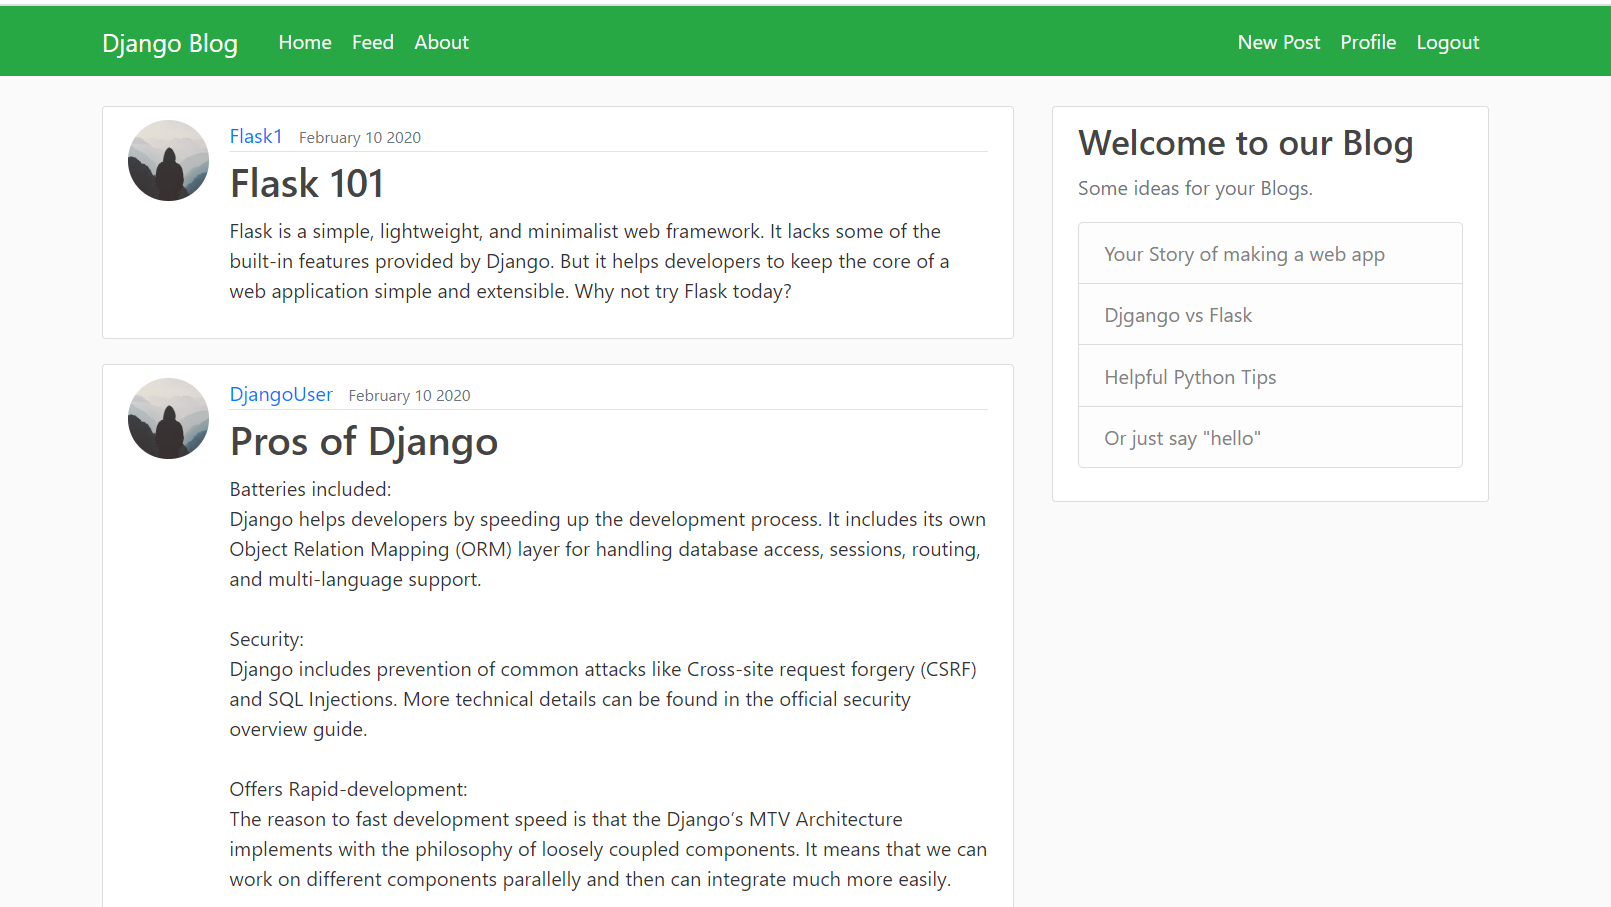 Django Blog Home Feed About New Post Profile Logout
Flask1 February 10 2020
Flask 101
Flask is a simple, lightweight, and minimalist web framework. It lacks some of the
built-in features provided by Django. But it helps developers to keep the core of a
web application simple and extensible. Why not try Flask today?
DjangoUser February 10 2020
Pros of Django
Batteries included:
Django helps developers by speeding up the development process. It includes its own
Object Relation Mapping (ORM) layer for handling database access, sessions, routing,
and multi-language support.
Security:
Django includes prevention of common attacks like Cross-site request forgery (CSRF)
and SQL Injections. More technical details can be found in the official security
overview guide.
Offers Rapid-development:
The reason to fast development speed is that the Django’s MTV Architecture
implements with the philosophy of loosely coupled components. It means that we can
work on different components parallelly and then can integrate much more easily.
Welcome to our Blog
Some ideas for your Blogs.
Your Story of making a web app
Djgango vs Flask
Helpful Python Tips
Or just say "hello"